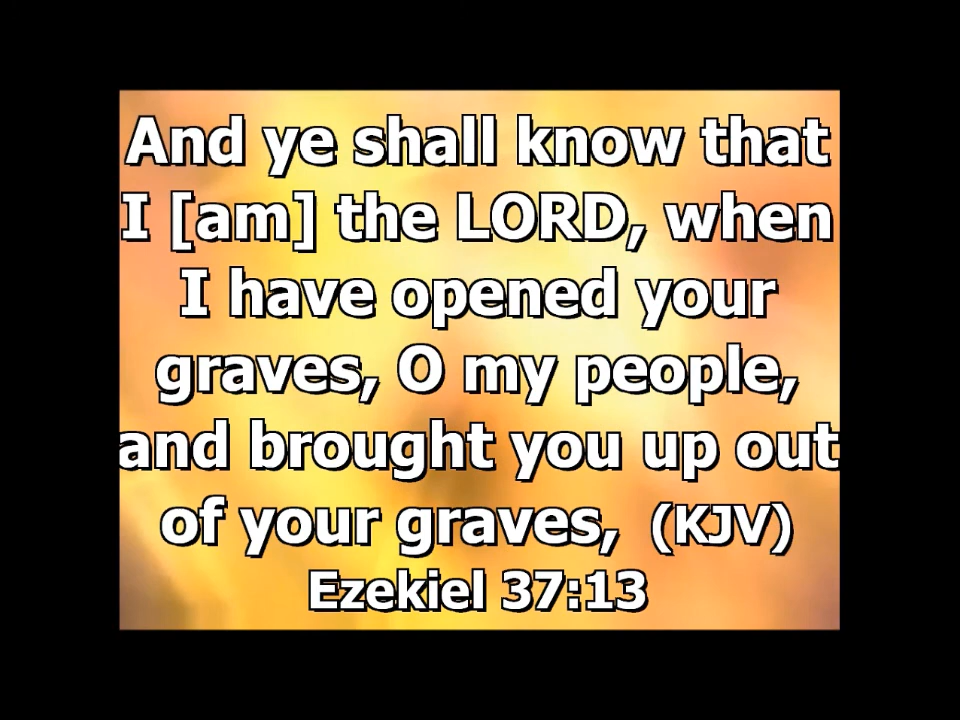 And ye shall know that
I [am] the LORD, when
I have opened your
graves, O my people,
and brought you up out
of your graves, (KJV)
Ezekiel 37:13